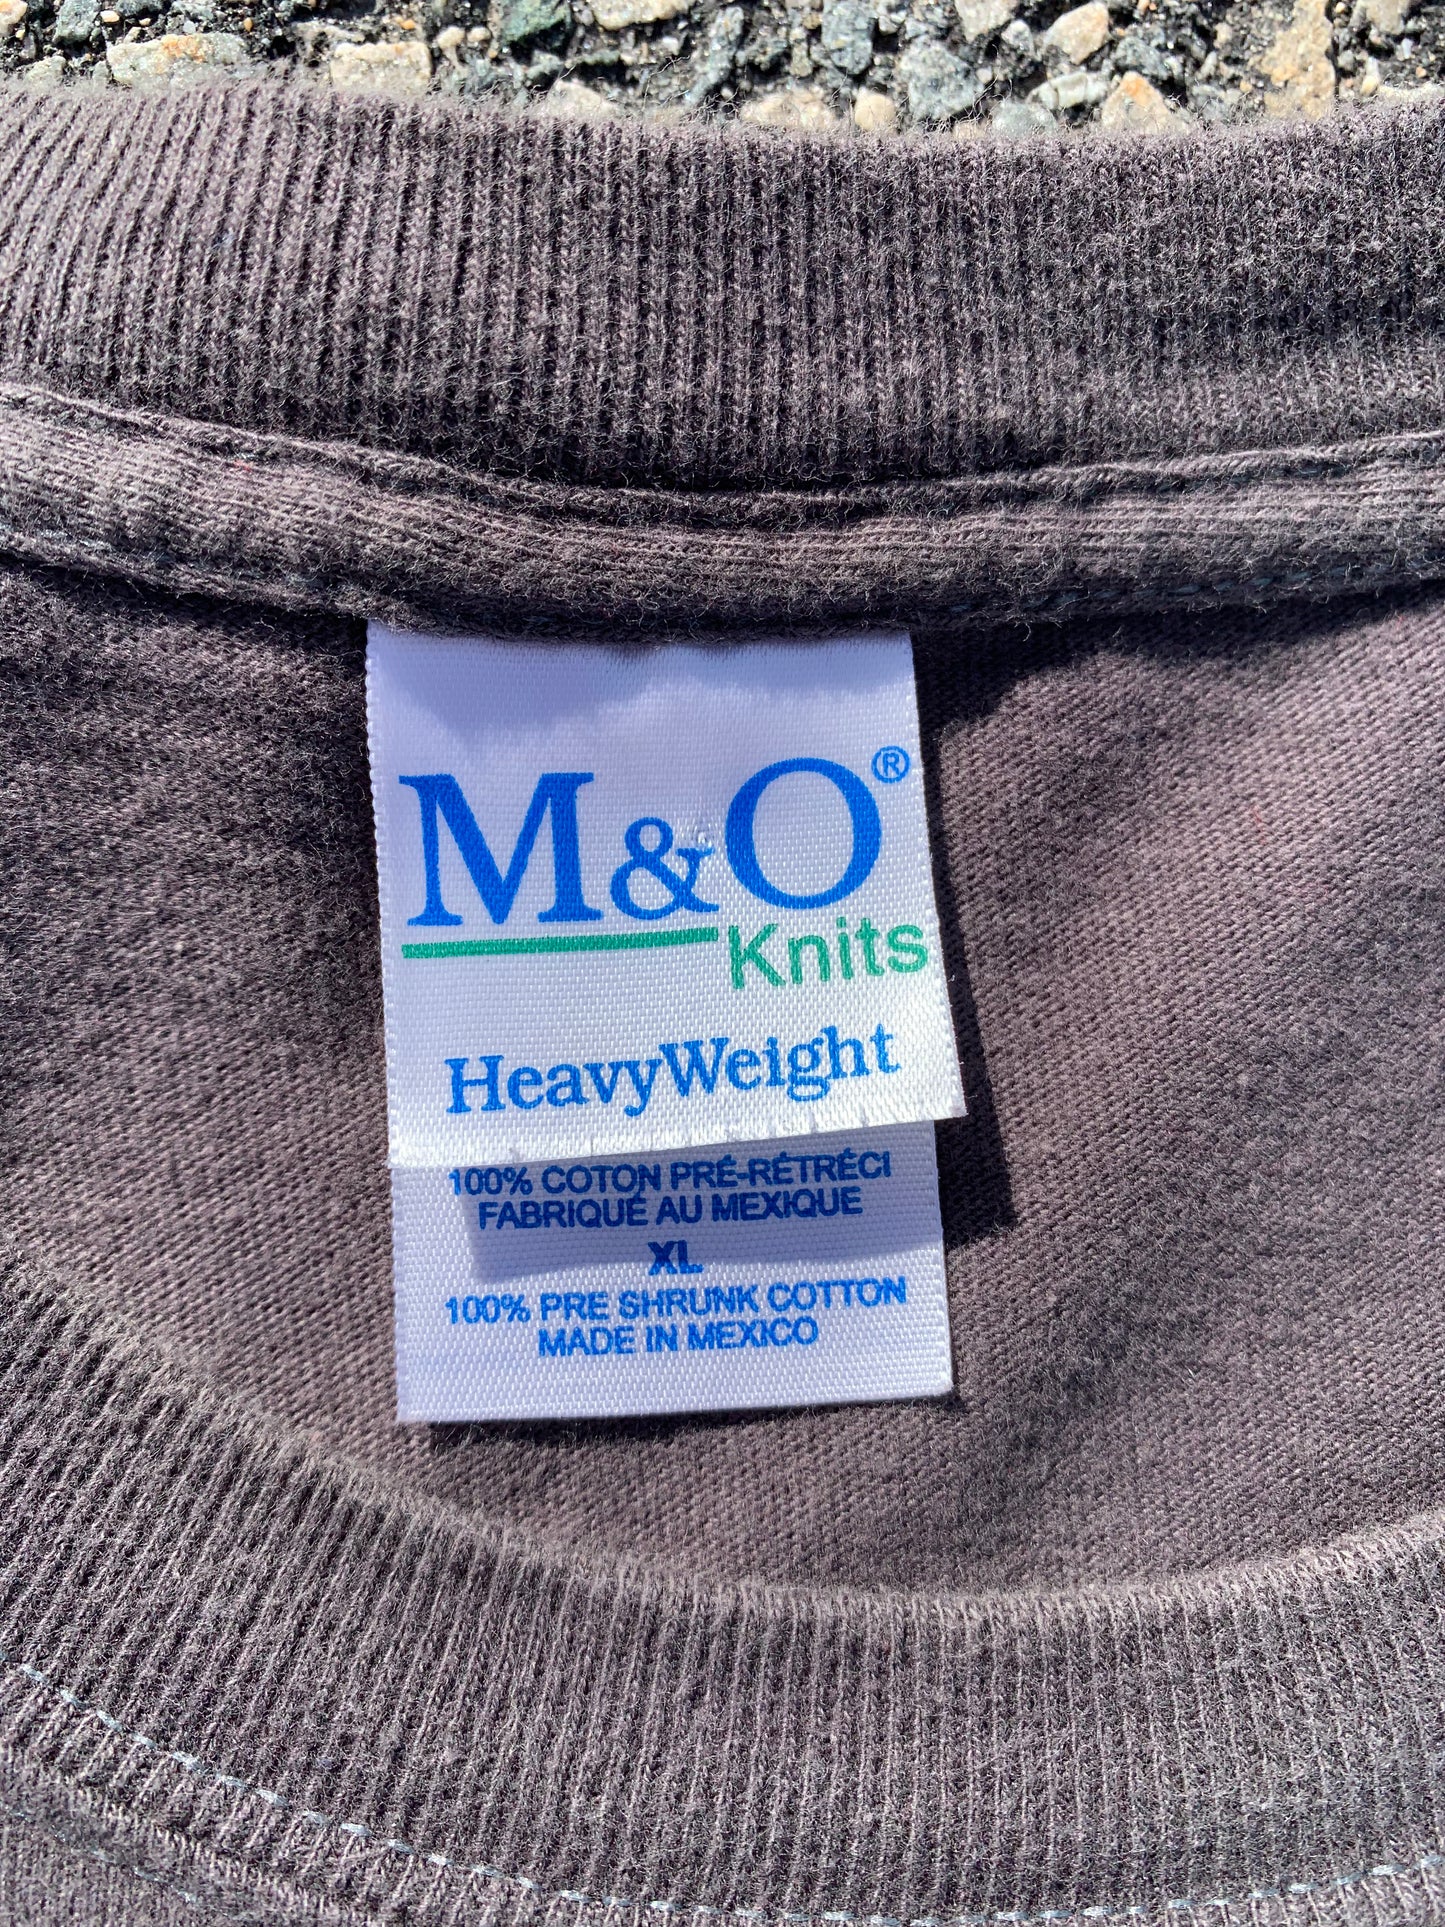 M&O®
Knits
HeavyWeight
100% COTON PRÉ-RÉTRÉCI
FABRIQUÉ AU MEXIQUE
XL
100% PRE SHRUNK COTTON
MADE IN MEXICO